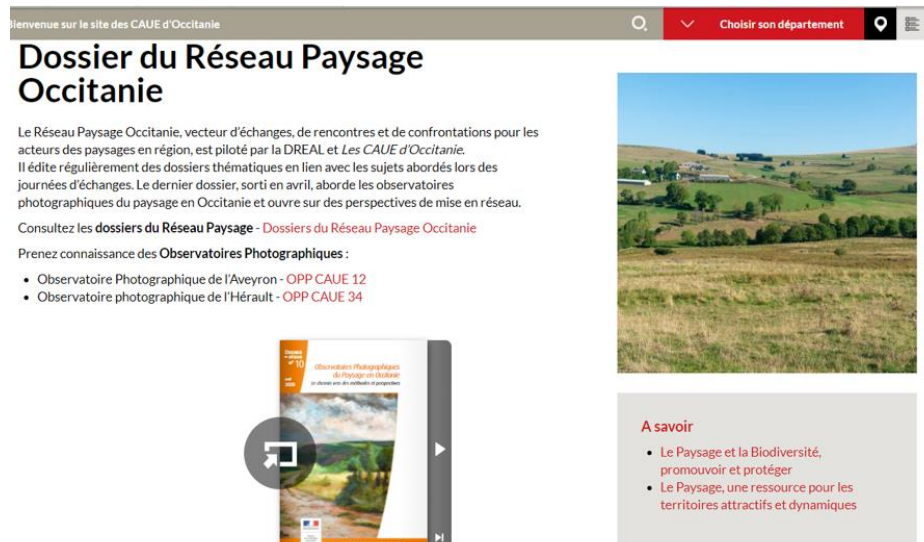 Bienvenue sur le site des CAUE d'Occitanie
Choisir son département
Dossier du Réseau Paysage
Occitanie
Le Réseau Paysage Occitanie, vecteur d'échanges, de rencontres et de confrontations pour les
acteurs des paysages en région, est piloté par la DREAL et Les CAUE d'Occitanie.
Il édite régulièrement des dossiers thématiques en lien avec les sujets abordés lors des
journées d'échanges. Le dernier dossier, sorti en avril, aborde les observatoires
photographiques du paysage en Occitanie et ouvre sur des perspectives de mise en réseau.
Consultez les dossiers du Réseau Paysage - Dossiers du Réseau Paysage Occitanie
Prenez connaissance des Observatoires Photographiques :
• Observatoire Photographique de l'Aveyron - OPP CAUE 12
• Observatoire photographique de l'Hérault - OPP CAUE 34
n° 10
Observatoires Photographiques
du Paysage en Occitanie
A savoir
• Le Paysage et la Biodiversité,
promouvoir et protéger
• Le Paysage, une ressource pour les
territoires attractifs et dynamiques